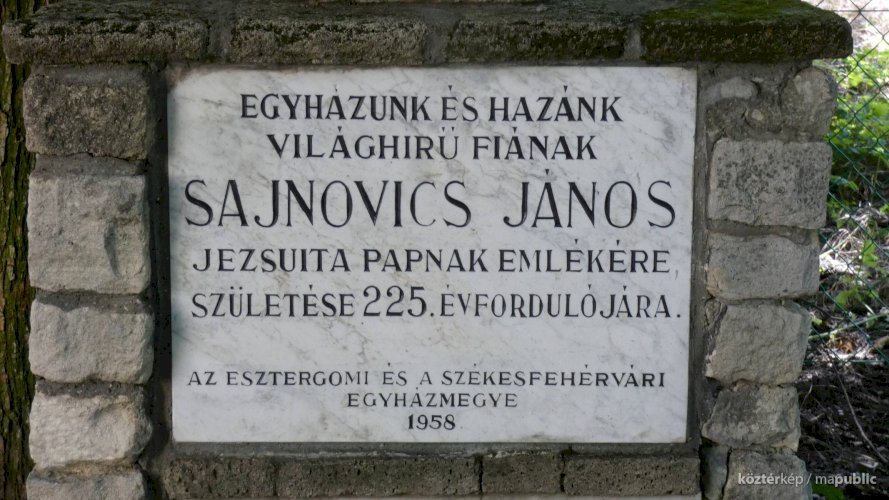 EGYHÁZUNK ÉS HAZÁNK
VILÁGHIRŰ FIÁNAK
SAJNOVICS JÁNOS
JEZSUITA PAPNAK EMLÉKÉRE,
SZÜLETÉSE 225. ÉVFORDULÓJÁRA.
AZ ESZTERGOMI ÉS A SZÉKESFEHÉRVÁRI
EGYHÁZMEGYE
1958
köztérkép / mapublic